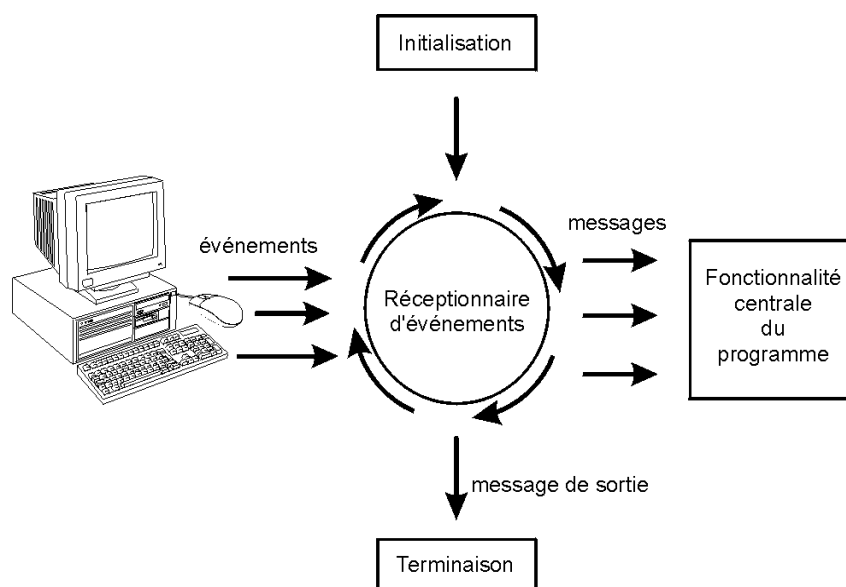 Initialisation
événements
messages
Réceptionnaire
d'événements
Fonctionnalité
centrale
du
programme
message de sortie
Terminaison